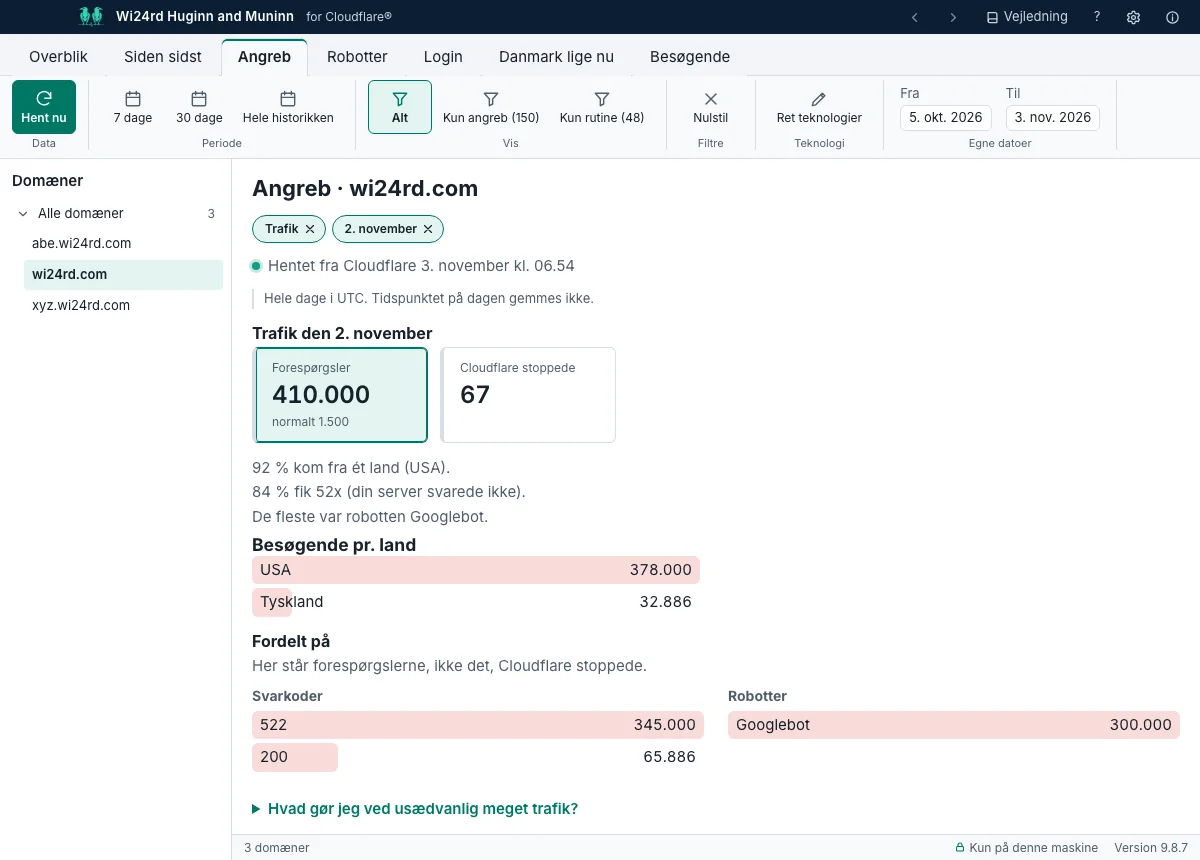 Wi24rd Huginn and Muninn for Cloudflare®
Vejledning ?
Overblik Siden sidst Angreb Robotter Login Danmark lige nu Besøgende
Hent nu
Data
7 dage 30 dage Hele historikken
Periode
Alt Kun angreb (150) Kun rutine (48)
Vis
Nulstil
Filtre
Ret teknologier
Teknologi
Fra Til
5. okt. 2026 3. nov. 2026
Egne datoer
Domæner
Alle domæner 3
abe.wi24rd.com
wi24rd.com
xyz.wi24rd.com
Angreb · wi24rd.com
Trafik 2. november
Hentet fra Cloudflare 3. november kl. 06.54
Hele dage i UTC. Tidspunktet på dagen gemmes ikke.
Trafik den 2. november
Forespørgsler
410.000
normalt 1.500
Cloudflare stoppede
67
92 % kom fra ét land (USA).
84 % fik 52x (din server svarede ikke).
De fleste var robotten Googlebot.
Besøgende pr. land
USA 378.000
Tyskland 32.886
Fordelt på
Her står forespørgslerne, ikke det, Cloudflare stoppede.
Svarkoder
522 345.000
200 65.886
Robotter
Googlebot 300.000
Hvad gør jeg ved usædvanlig meget trafik?
3 domæner Kun på denne maskine Version 9.8.7